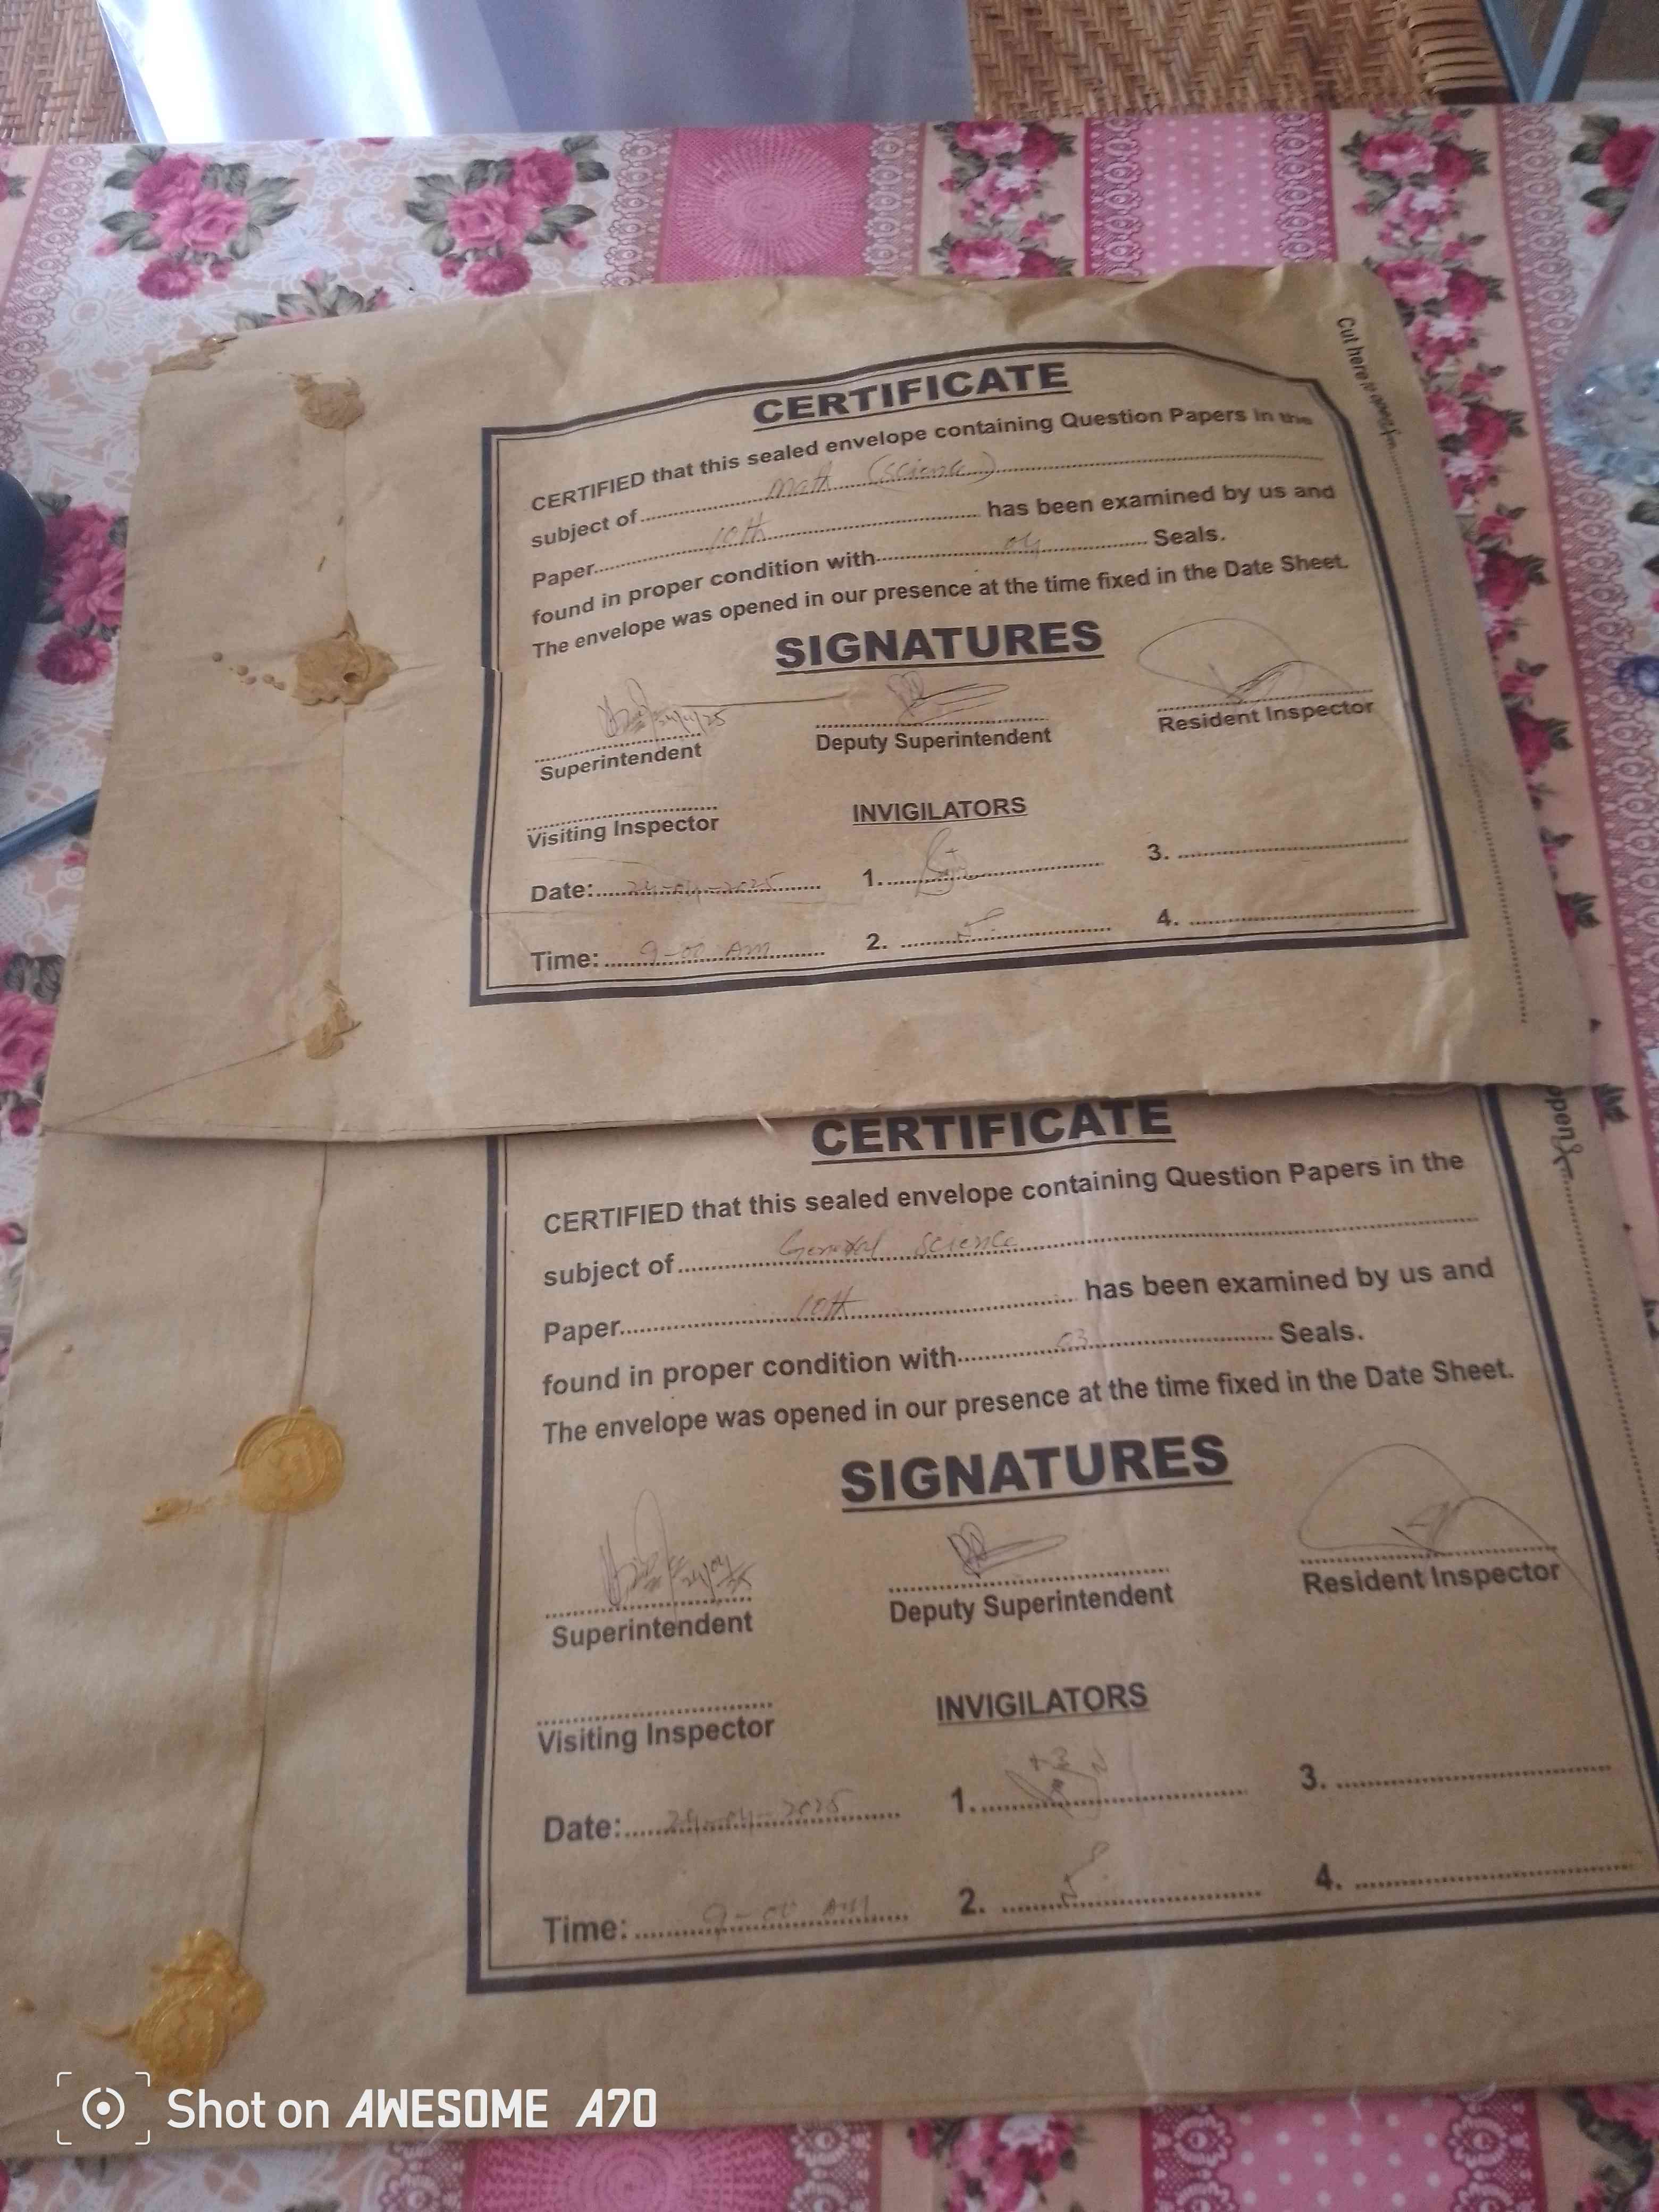 Cut here to open
CERTIFICATE
CERTIFIED that this sealed envelope containing Question Papers in the
subject of Math (Science)
Paper 10th has been examined by us and
found in proper condition with 04 Seals.
The envelope was opened in our presence at the time fixed in the Date Sheet.
SIGNATURES
Superintendent
Deputy Superintendent
Resident Inspector
Visiting Inspector
INVIGILATORS
Date: 24-04-2025
1.
3.
Time: 9-00 AM
2.
4.
open
CERTIFICATE
CERTIFIED that this sealed envelope containing Question Papers in the
subject of General Science
Paper 10th has been examined by us and
found in proper condition with 03 Seals.
The envelope was opened in our presence at the time fixed in the Date Sheet.
SIGNATURES
Superintendent
Deputy Superintendent
Resident Inspector
Visiting Inspector
INVIGILATORS
Date: 24-04-2025
1.
3.
Time: 9-00 AM
2.
4.
Shot on AWESOME A70